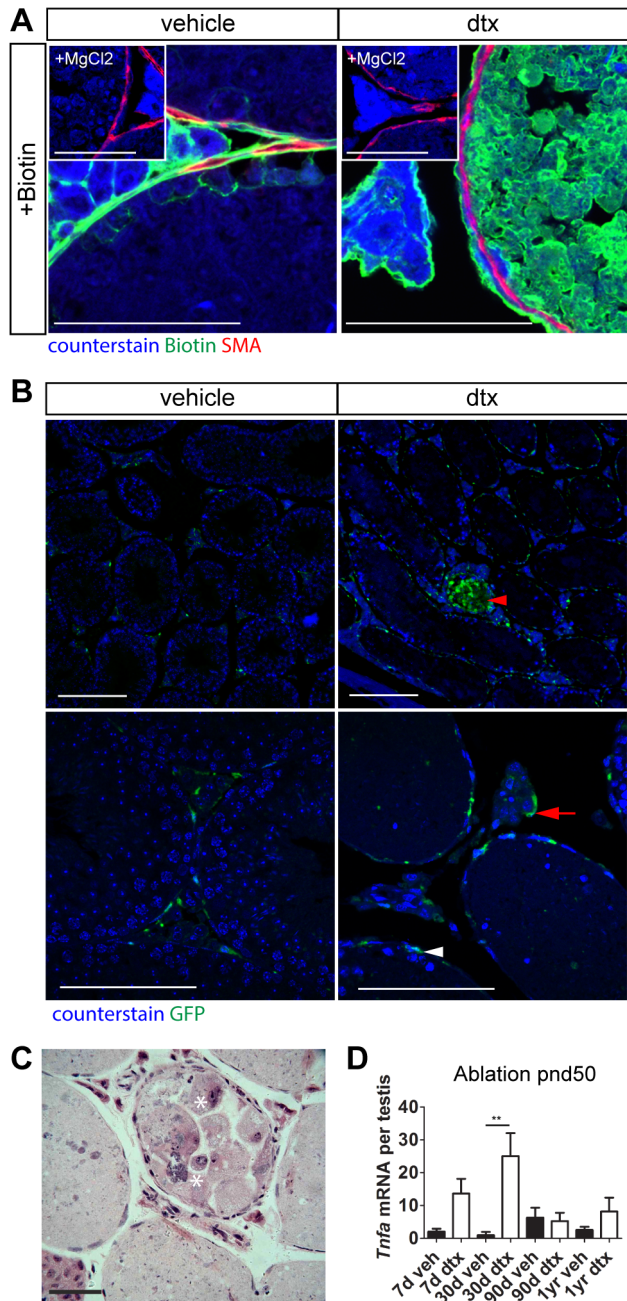 A
vehicle
dtx
+Biotin
+MgCl2
+MgCl2
counterstain Biotin SMA
B
vehicle
dtx
counterstain GFP
C
D
Ablation pnd50
Tnfa mRNA per testis
40
30
20
10
0
**
7d veh
7d dtx
30d veh
30d dtx
90d veh
90d dtx
1yr veh
1yr dtx